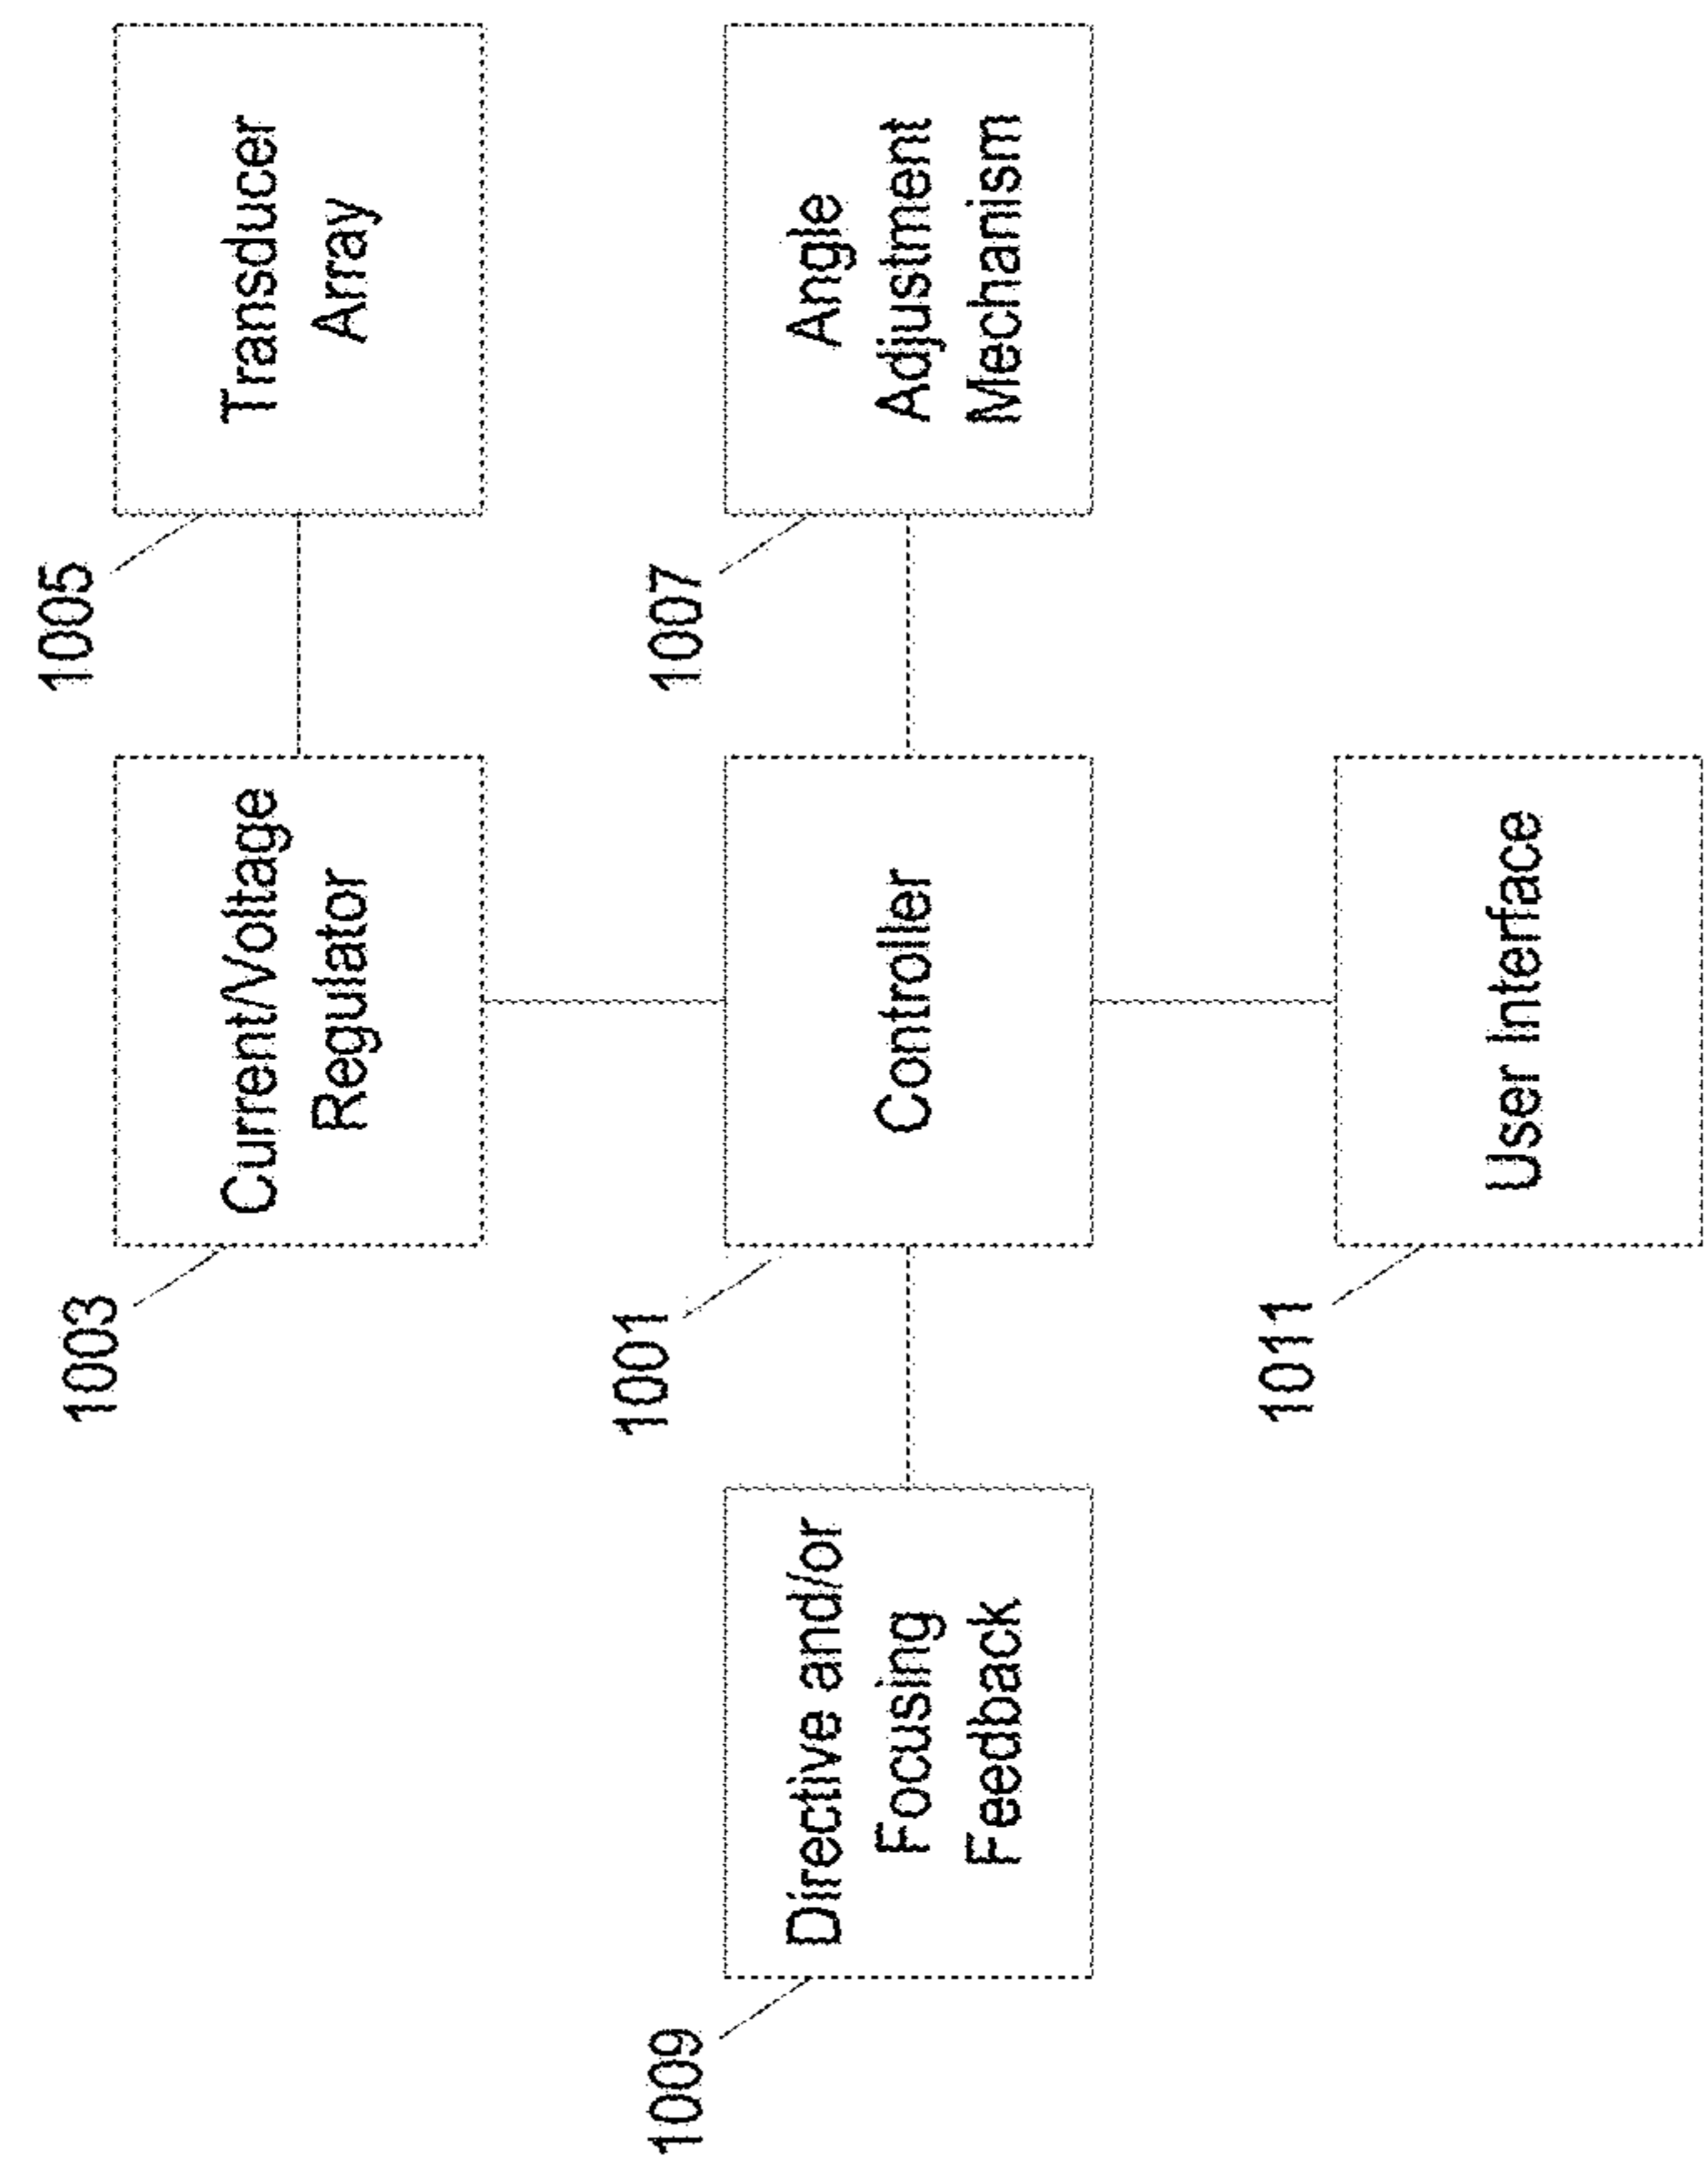 1003
Current/Voltage
Regulator
1005
Transducer
Array
1009
Directive and/or
Focusing
Feedback
1001
Controller
1007
Angle
Adjustment
Mechanism
1011
User Interface